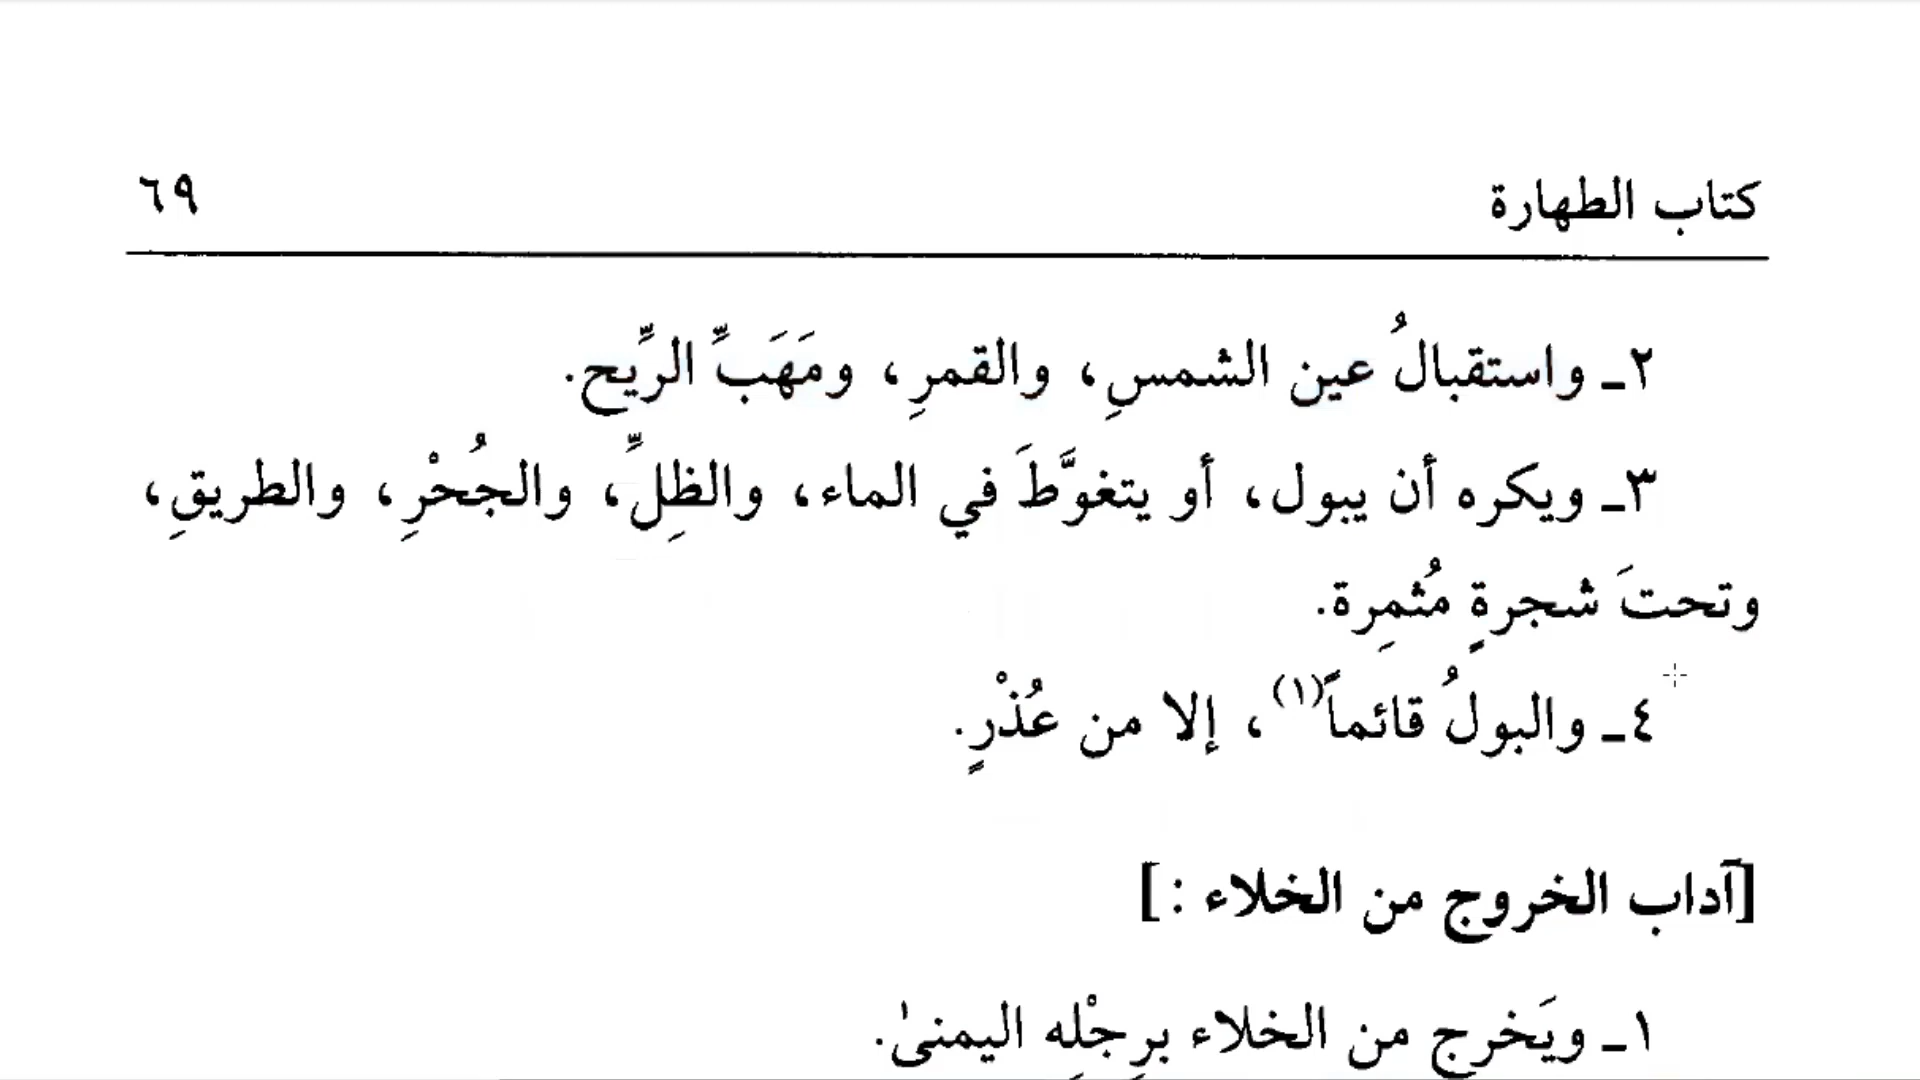 كتاب الطهارة ٦٩
٢ـ واستقبالُ عين الشمسِ، والقمرِ، ومَهَبِّ الرِّيح.
٣ـ ويكره أن يبول، أو يتغوَّطَ في الماء، والظِلِّ، والجُحْرِ، والطريقِ،
وتحتَ شجرةٍ مُثمِرة.
٤ـ والبولُ قائماً(١)، إلا من عُذْرٍ.
[آداب الخروج من الخلاء :]
١ـ ويَخرج من الخلاء برِجْلِه اليمنىٰ.